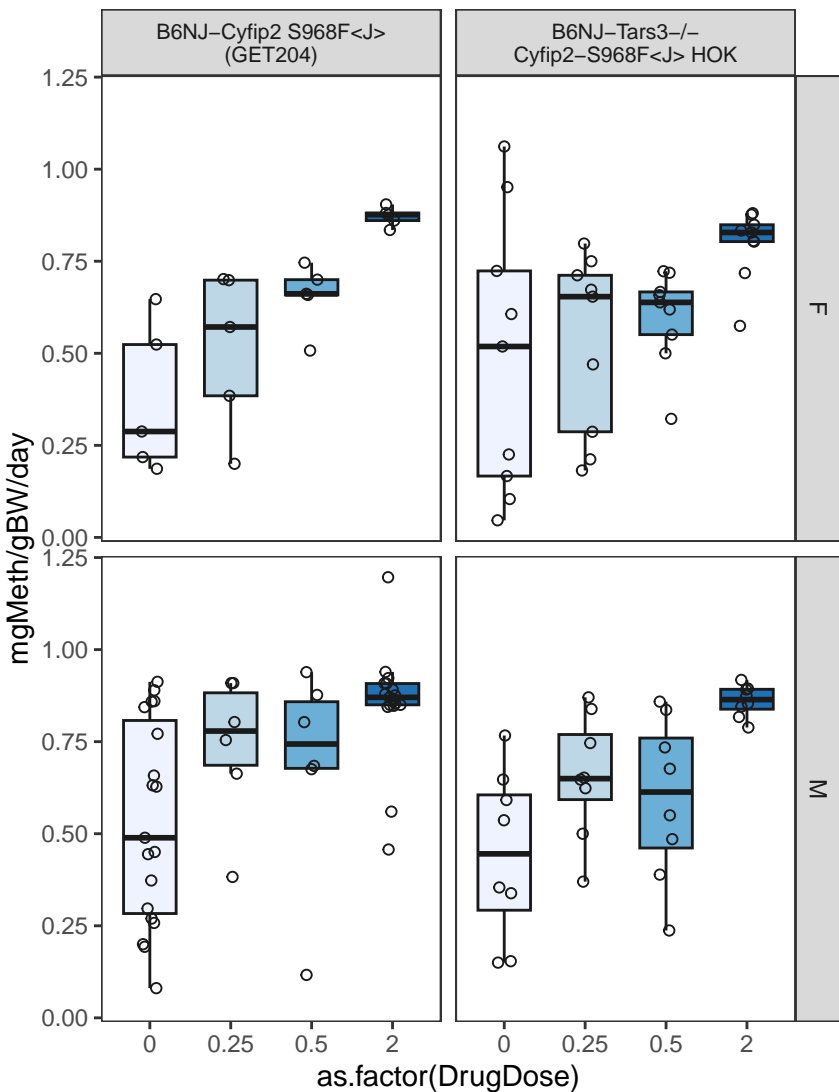 B6NJ−Cyfip2 S968F<J>
(GET204)
B6NJ−Tars3−/−
Cyfip2−S968F<J> HOK
1.25
1.00
0.75
0.50
0.25
0.00
F
1.25
1.00
0.75
0.50
0.25
0.00
M
mgMeth/gBW/day
0 0.25 0.5 2
0 0.25 0.5 2
as.factor(DrugDose)